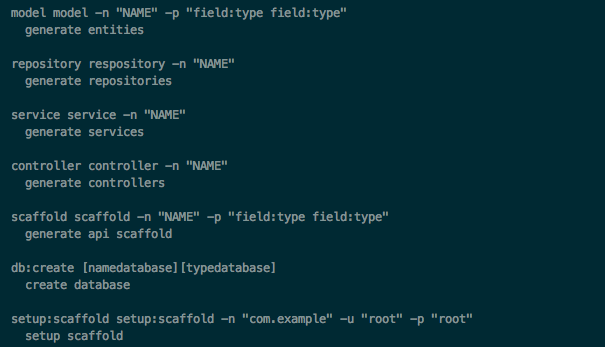 model model -n "NAME" -p "field:type field:type"
generate entities
repository respository -n "NAME"
generate repositories
service service -n "NAME"
generate services
controller controller -n "NAME"
generate controllers
scaffold scaffold -n "NAME" -p "field:type field:type"
generate api scaffold
db:create [namedatabase][typedatabase]
create database
setup:scaffold setup:scaffold -n "com.example" -u "root" -p "root"
setup scaffold